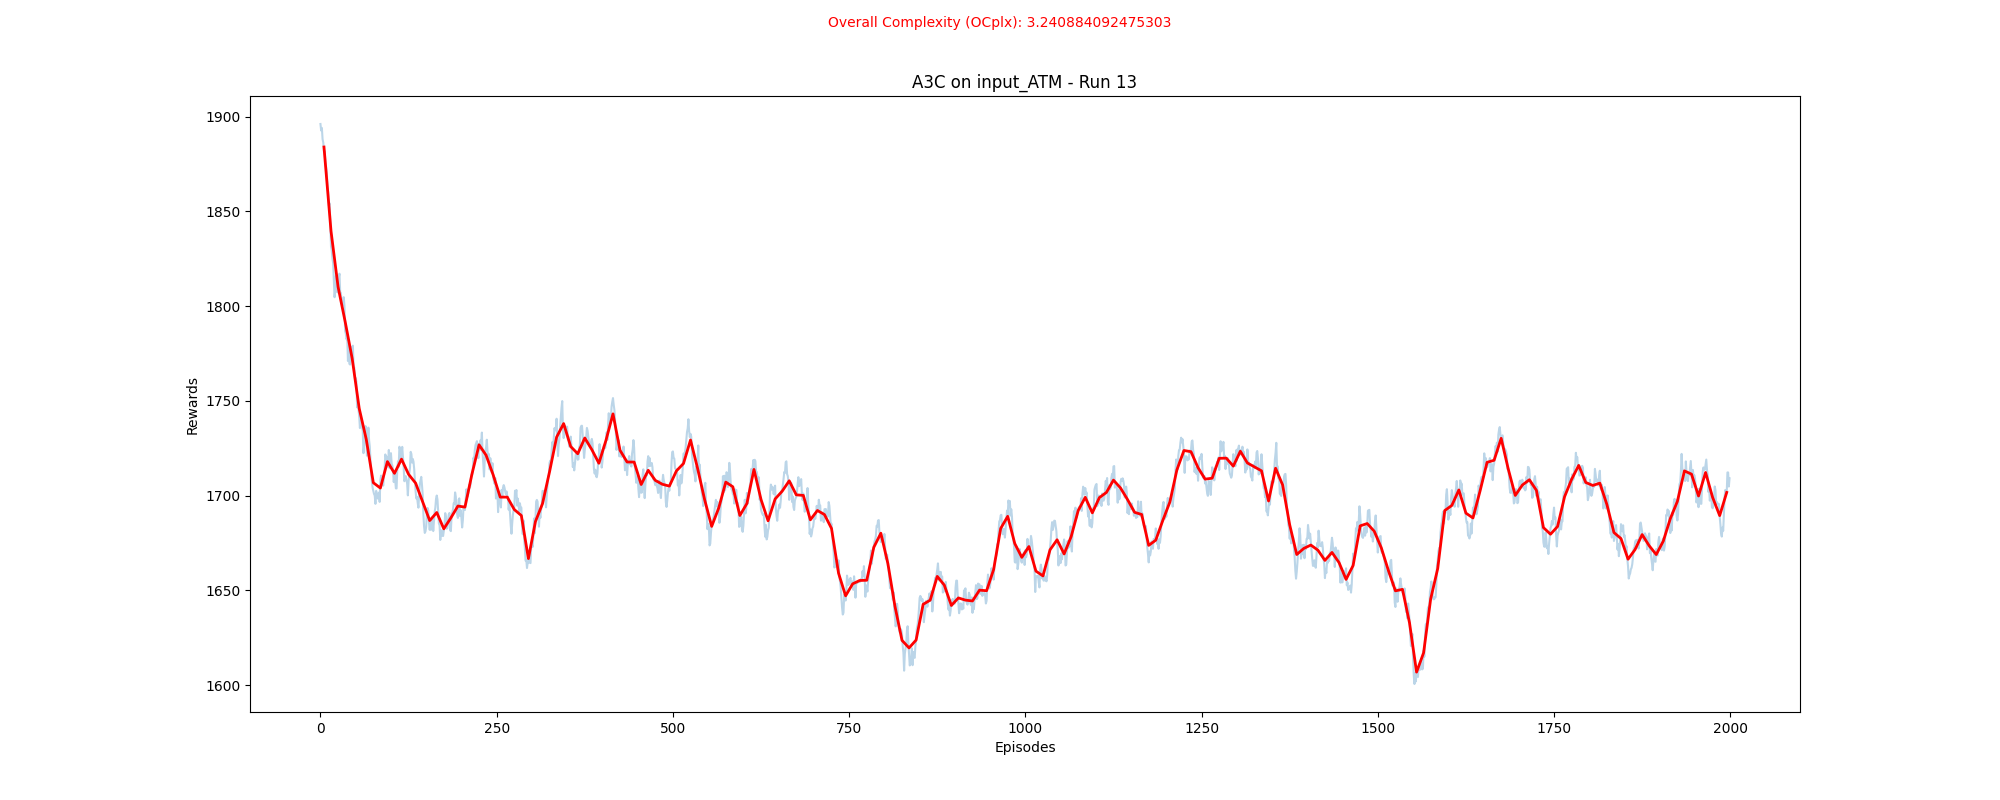 Overall Complexity (OCplx): 3.240884092475303
A3C on input_ATM - Run 13
1900
1850
1800
1750
1700
1650
1600
Rewards
0 250 500 750 1000 1250 1500 1750 2000
Episodes